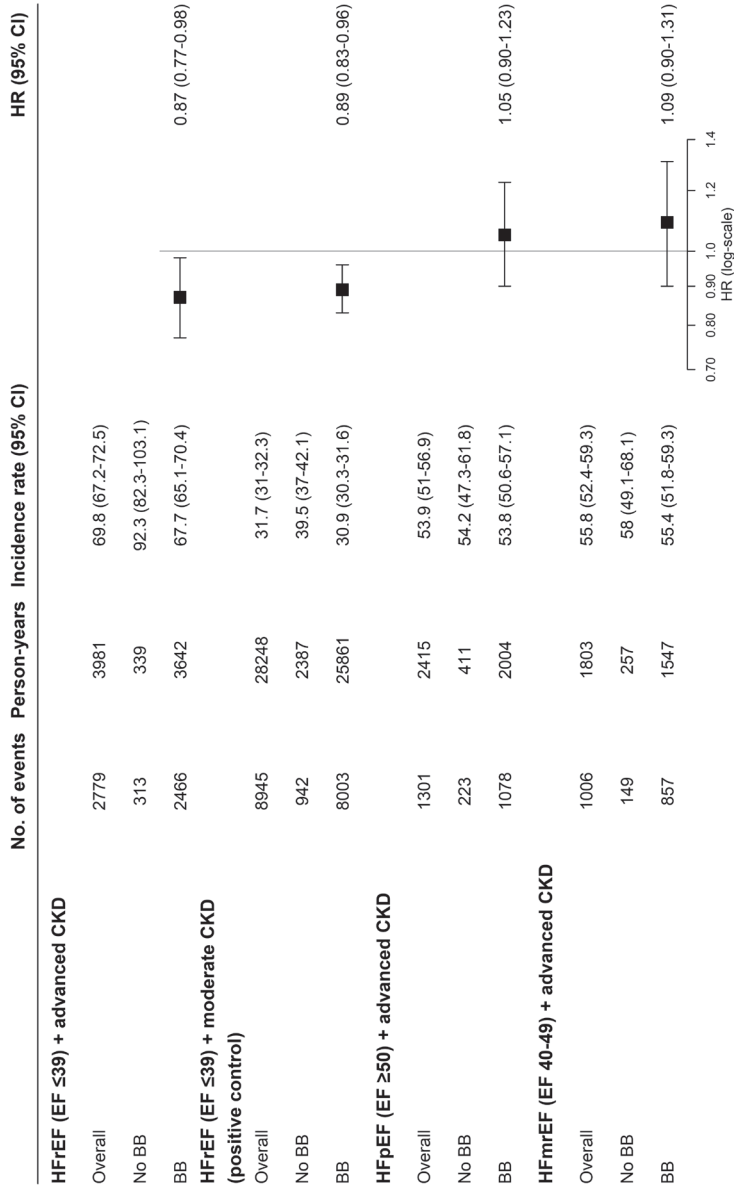 No. of events Person-years Incidence rate (95% CI) HR (95% CI)
HFrEF (EF ≤39) + advanced CKD
Overall 2779 3981 69.8 (67.2-72.5)
No BB 313 339 92.3 (82.3-103.1)
BB 2466 3642 67.7 (65.1-70.4) 0.87 (0.77-0.98)
HFrEF (EF ≤39) + moderate CKD
(positive control)
Overall 8945 28248 31.7 (31-32.3)
No BB 942 2387 39.5 (37-42.1)
BB 8003 25861 30.9 (30.3-31.6) 0.89 (0.83-0.96)
HFpEF (EF ≥50) + advanced CKD
Overall 1301 2415 53.9 (51-56.9)
No BB 223 411 54.2 (47.3-61.8)
BB 1078 2004 53.8 (50.6-57.1) 1.05 (0.90-1.23)
HFmrEF (EF 40-49) + advanced CKD
Overall 1006 1803 55.8 (52.4-59.3)
No BB 149 257 58 (49.1-68.1)
BB 857 1547 55.4 (51.8-59.3) 1.09 (0.90-1.31)
0.70 0.80 0.90 1.0 1.2 1.4
HR (log-scale)